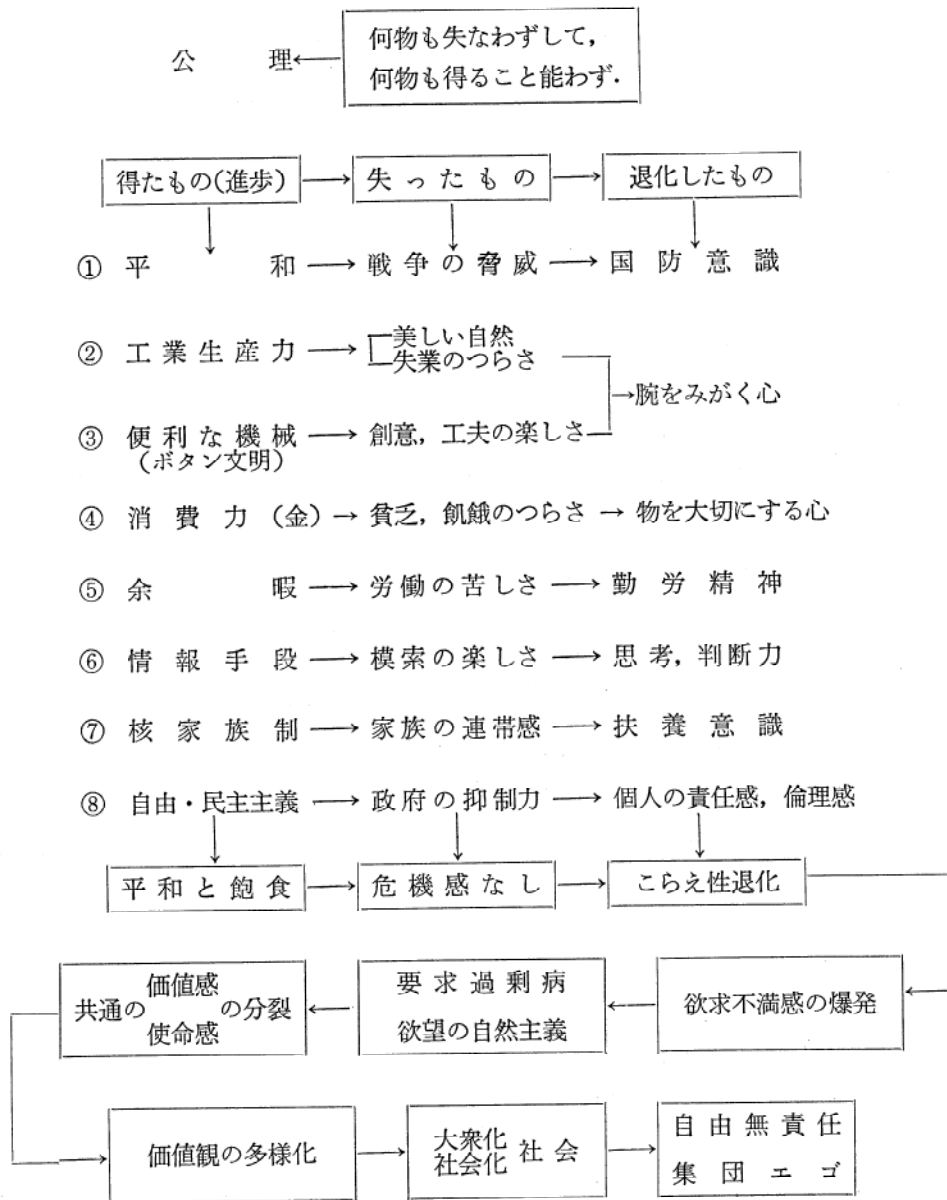 何物も失なわずして，
公理←何物も得ること能わず．
得たもの(進歩)→失ったもの→退化したもの
① 平和→戦争の脅威→国防意識
② 工業生産力→美しい自然
失業のつらさ
→腕をみがく心
③ 便利な機械→創意，工夫の楽しさ
(ボタン文明)
④ 消費力(金)→貧乏，飢餓のつらさ→物を大切にする心
⑤ 余暇→労働の苦しさ→勤労精神
⑥ 情報手段→模索の楽しさ→思考，判断力
⑦ 核家族制→家族の連帯感→扶養意識
⑧ 自由・民主主義→政府の抑制力→個人の責任感，倫理感
平和と飽食→危機感なし→こらえ性退化
共通の価値感使命感の分裂←要求過剰病
欲望の自然主義←欲求不満感の爆発
価値観の多様化→大衆化社会化社会→自由無責任
集団エゴ